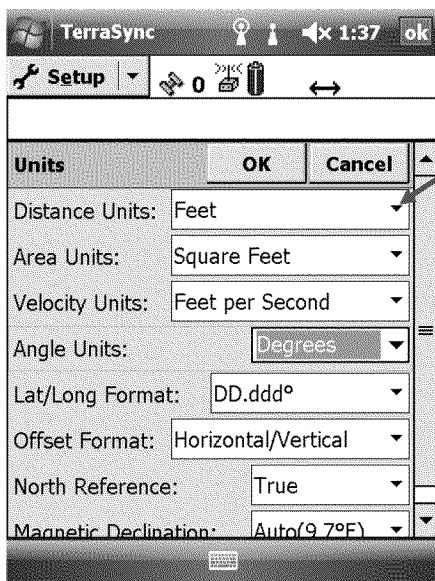 TerraSync 1:37 ok
Setup 0
Units OK Cancel
Distance Units: Feet
Area Units: Square Feet
Velocity Units: Feet per Second
Angle Units: Degrees
Lat/Long Format: DD.dddº
Offset Format: Horizontal/Vertical
North Reference: True
Magnetic Declination: Auto(9.7ºE)